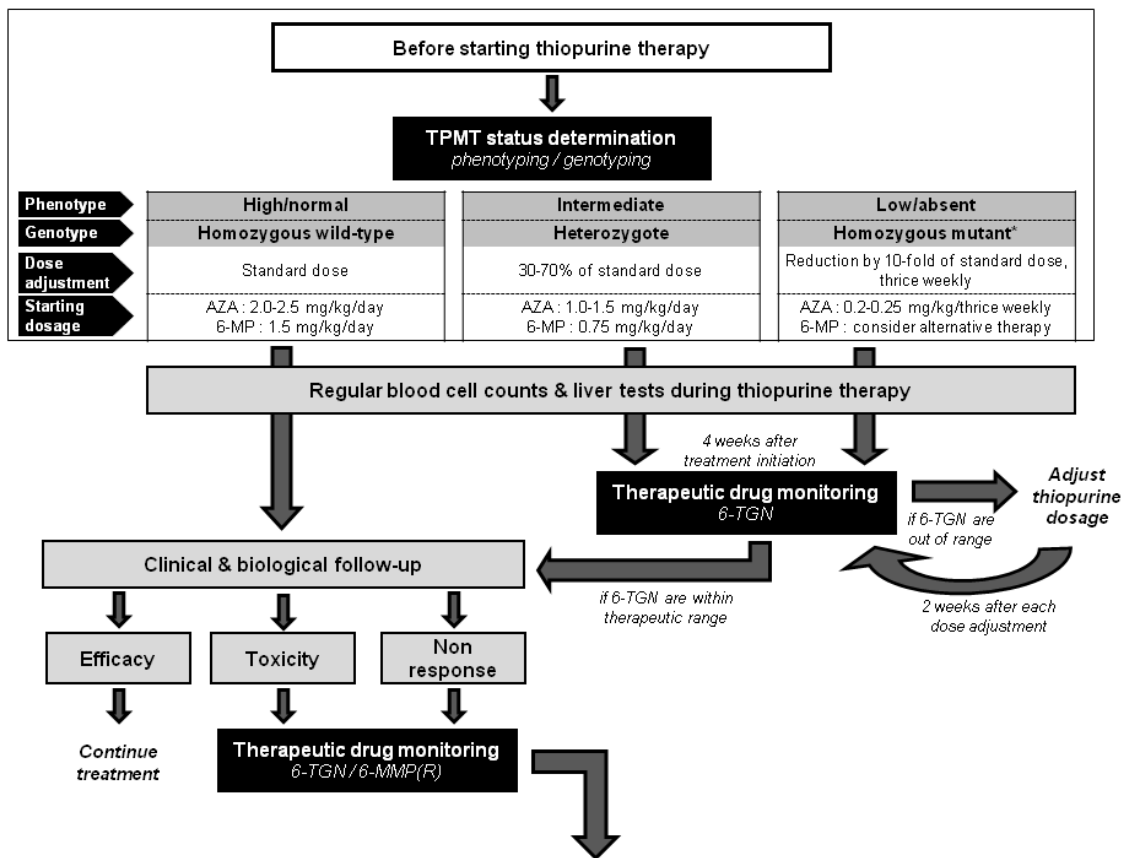 Before starting thiopurine therapy
TPMT status determination
phenotyping / genotyping
Phenotype
High/normal
Intermediate
Low/absent
Genotype
Homozygous wild-type
Heterozygote
Homozygous mutant*
Dose
adjustment
Standard dose
30-70% of standard dose
Reduction by 10-fold of standard dose,
thrice weekly
Starting
dosage
AZA : 2.0-2.5 mg/kg/day
6-MP : 1.5 mg/kg/day
AZA : 1.0-1.5 mg/kg/day
6-MP : 0.75 mg/kg/day
AZA : 0.2-0.25 mg/kg/thrice weekly
6-MP : consider alternative therapy
Regular blood cell counts & liver tests during thiopurine therapy
4 weeks after
treatment initiation
Therapeutic drug monitoring
6-TGN
if 6-TGN are
out of range
Adjust
thiopurine
dosage
2 weeks after each
dose adjustment
if 6-TGN are within
therapeutic range
Clinical & biological follow-up
Efficacy
Toxicity
Non
response
Continue
treatment
Therapeutic drug monitoring
6-TGN / 6-MMP(R)